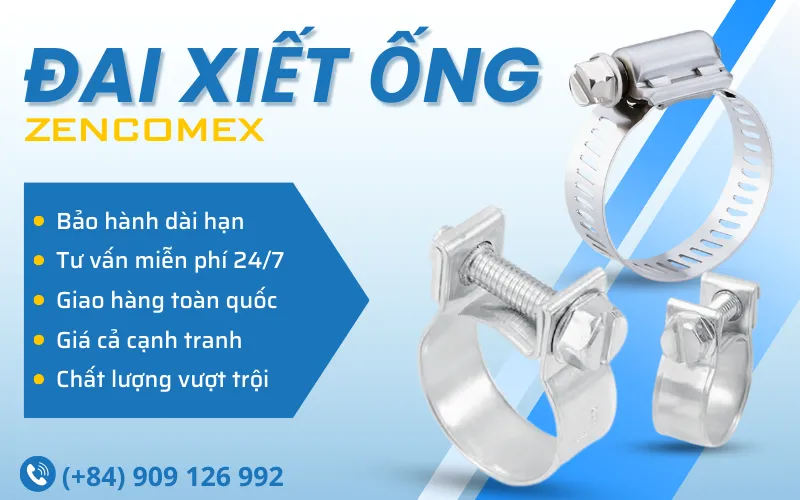 ĐAI XIẾT ỐNG
ZENCOMEX
Bảo hành dài hạn
Tư vấn miễn phí 24/7
Giao hàng toàn quốc
Giá cả cạnh tranh
Chất lượng vượt trội
(+84) 909 126 992